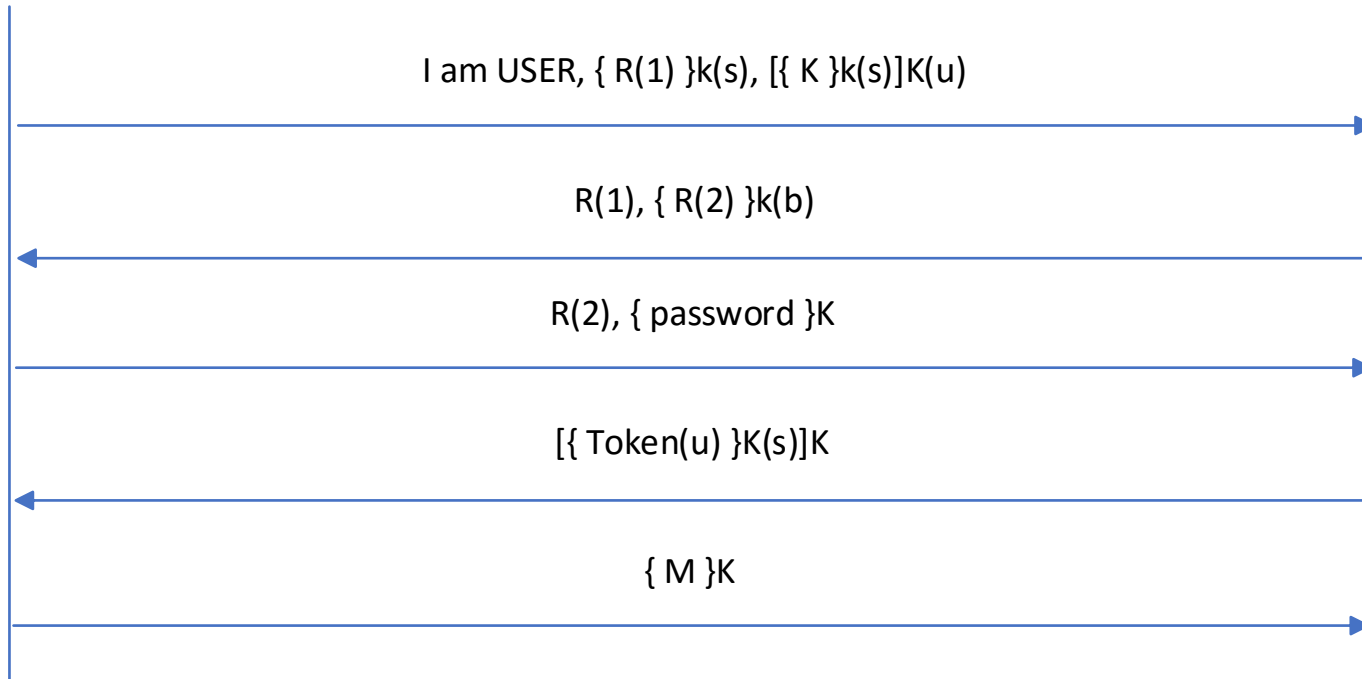 I am USER, { R(1) }k(s), [{ K }k(s)]K(u)
R(1), { R(2) }k(b)
R(2), { password }K
[{ Token(u) }K(s)]K
{ M }K